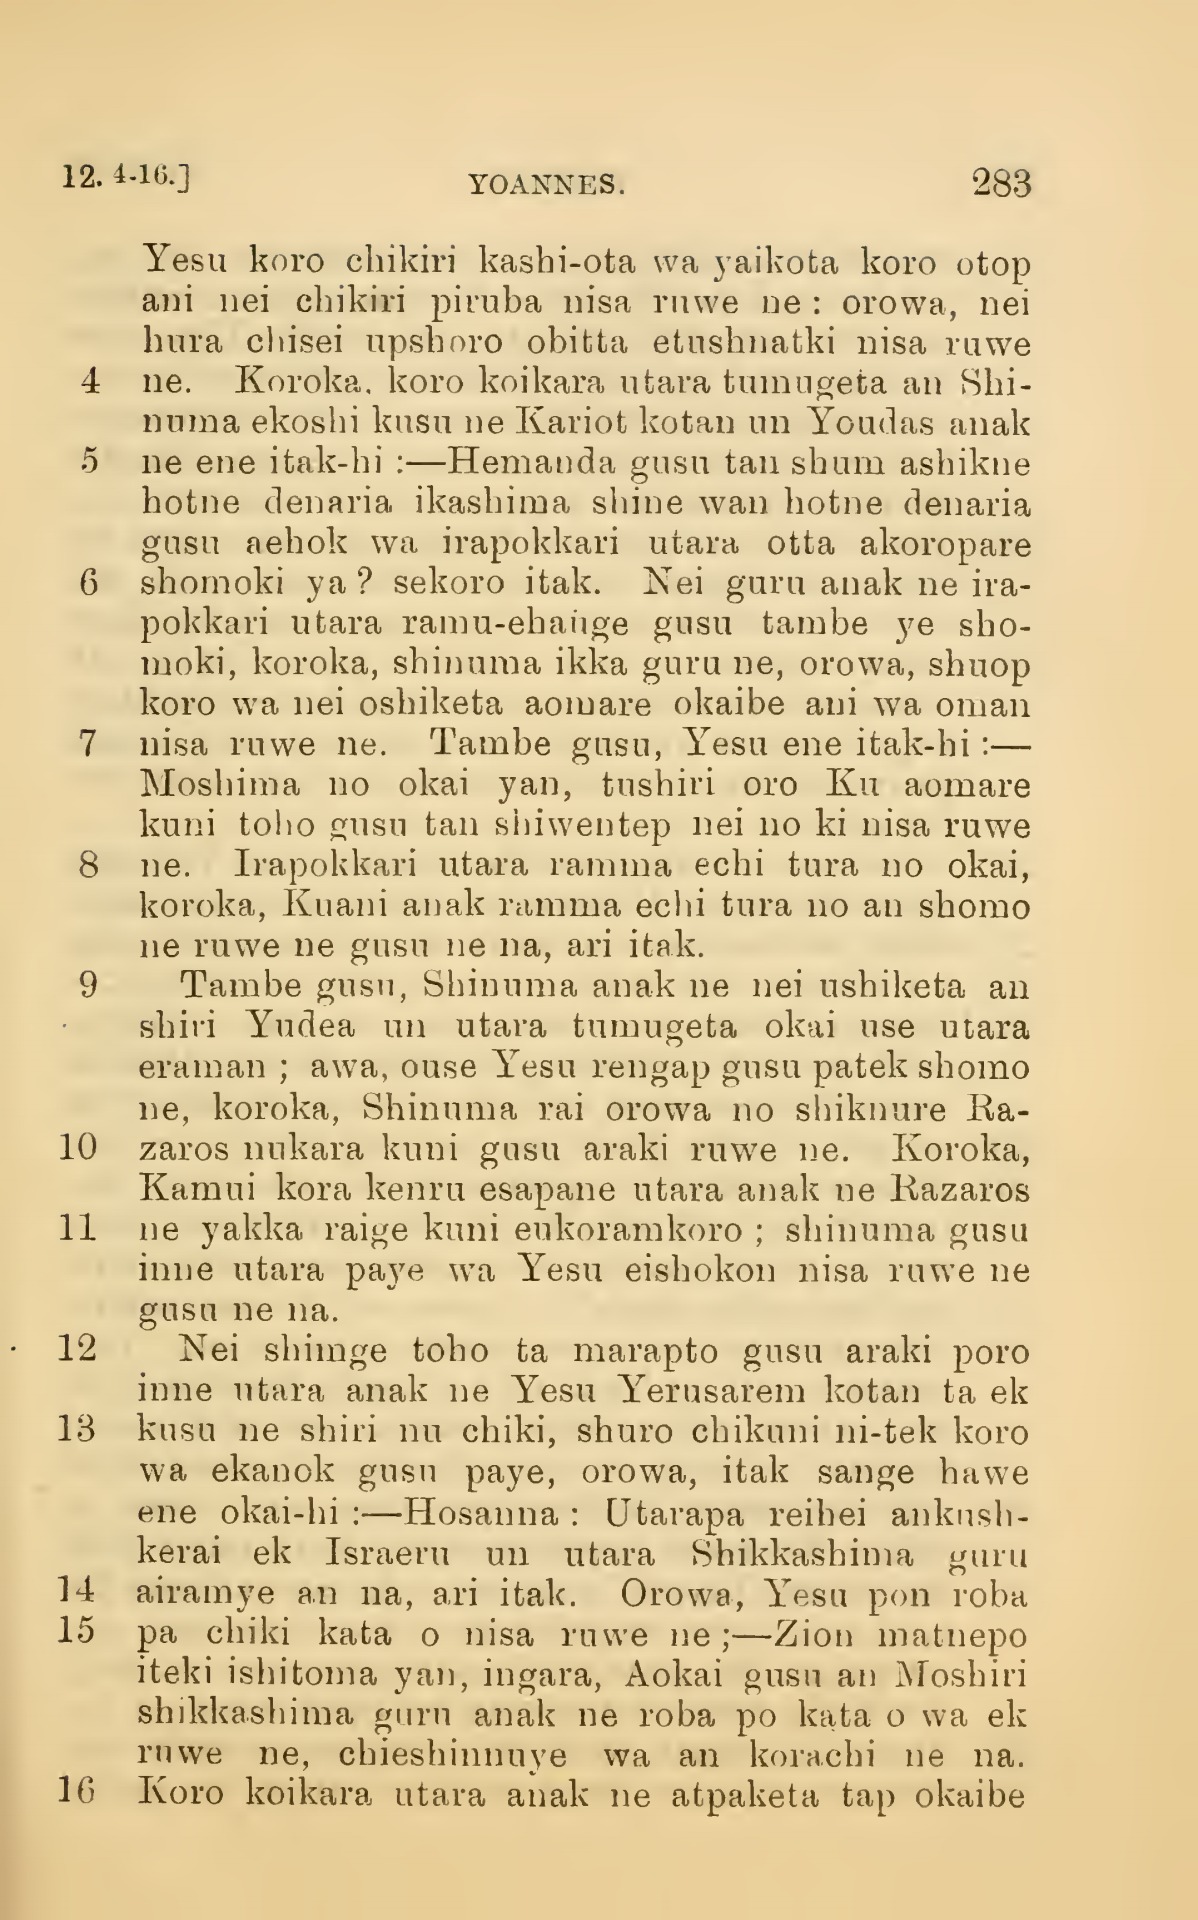 12. 4-16.]
YOANNES.
283
Yesu koro chikiri kashi-ota wa yaikota koro otop
ani nei chikiri piruba nisa ruwe ne : orowa, nei
hura chisei upshoro obitta etushnatki nisa ruwe
4 ne. Koroka, koro koikara utara tumugeta an Shi-
numa ekoshi kusu ne Kariot kotan un Youdas anak
5 ne ene itak-hi :—Hemanda gusu tan shum ashikne
hotne denaria ikashima shine wan hotne denaria
gusu aehok wa irapokkari utara otta akoropare
6 shomoki ya ? sekoro itak. Nei guru anak ne ira-
pokkari utara ramu-ehange gusu tambe ye sho-
moki, koroka, shinuma ikka guru ne, orowa, shuop
koro wa nei oshiketa aomare okaibe ani wa oman
7 nisa ruwe ne. Tambe gusu, Yesu ene itak-hi :—
Moshima no okai yan, tushiri oro Ku aomare
kuni toho gusu tan shiwentep nei no ki nisa ruwe
8 ne. Irapokkari utara ramma echi tura no okai,
koroka, Kuani anak ramma echi tura no an shomo
ne ruwe ne gusu ne na, ari itak.
9 Tambe gusu, Shinuma anak ne nei ushiketa an
shiri Yudea un utara tumugeta okai use utara
eraman ; awa, ouse Yesu rengap gusu patek shomo
ne, koroka, Shinuma rai orowa no shiknure Ra-
10 zaros nukara kuni gusu araki ruwe ne. Koroka,
Kamui kora kenru esapane utara anak ne Razaros
11 ne yakka raige kuni eukoramkoro ; shinuma gusu
inne utara paye wa Yesu eishokon nisa ruwe ne
gusu ne na.
12 Nei shimge toho ta marapto gusu araki poro
inne utara anak ne Yesu Yerusarem kotan ta ek
13 kusu ne shiri nu chiki, shuro chikuni ni-tek koro
wa ekanok gusu paye, orowa, itak sange hawe
ene okai-hi :—Hosanna : Utarapa reihei ankush-
kerai ek Israeru un utara Shikkashima guru
14 airamye an na, ari itak. Orowa, Yesu pon roba
15 pa chiki kata o nisa ruwe ne ;—Zion matnepo
iteki ishitoma yan, ingara, Aokai gusu an Moshiri
shikkashima guru anak ne roba po kata o wa ek
ruwe ne, chieshinnuye wa an korachi ne na.
16 Koro koikara utara anak ne atpaketa tap okaibe